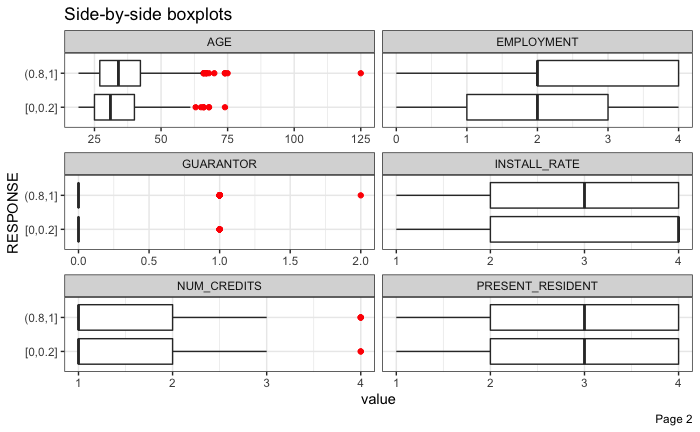 Side-by-side boxplots
AGE
EMPLOYMENT
(0.8,1]
[0,0.2]
25 50 75 100 125
0 1 2 3 4
GUARANTOR
INSTALL_RATE
(0.8,1]
[0,0.2]
0.0 0.5 1.0 1.5 2.0
1 2 3 4
NUM_CREDITS
PRESENT_RESIDENT
(0.8,1]
[0,0.2]
1 2 3 4
1 2 3 4
RESPONSE
value
Page 2